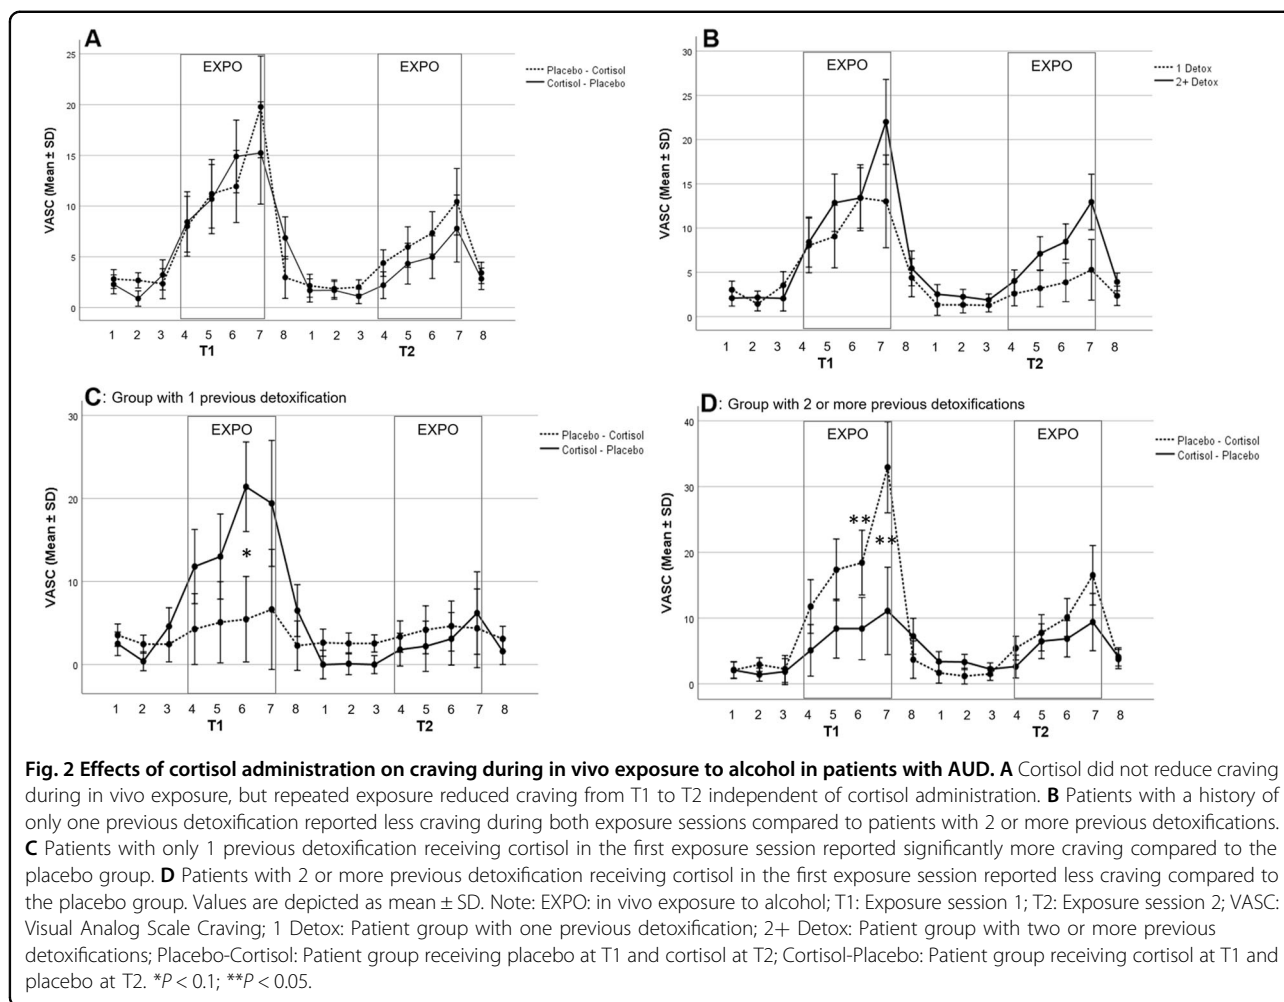 A
25
20
15
10
5
0
VASC (Mean ± SD)
EXPO
EXPO
Placebo - Cortisol
Cortisol - Placebo
1 2 3 4 5 6 7 8 1 2 3 4 5 6 7 8
T1 T2
B
30
25
20
15
10
5
0
VASC (Mean ± SD)
EXPO
EXPO
1 Detox
2+ Detox
1 2 3 4 5 6 7 8 1 2 3 4 5 6 7 8
T1 T2
C: Group with 1 previous detoxification
30
20
10
0
VASC (Mean ± SD)
EXPO
EXPO
Placebo - Cortisol
Cortisol - Placebo
*
1 2 3 4 5 6 7 8 1 2 3 4 5 6 7 8
T1 T2
D: Group with 2 or more previous detoxifications
40
30
20
10
0
VASC (Mean ± SD)
EXPO
EXPO
Placebo - Cortisol
Cortisol - Placebo
**
**
1 2 3 4 5 6 7 8 1 2 3 4 5 6 7 8
T1 T2
Fig. 2 Effects of cortisol administration on craving during in vivo exposure to alcohol in patients with AUD. A Cortisol did not reduce craving
during in vivo exposure, but repeated exposure reduced craving from T1 to T2 independent of cortisol administration. B Patients with a history of
only one previous detoxification reported less craving during both exposure sessions compared to patients with 2 or more previous detoxifications.
C Patients with only 1 previous detoxification receiving cortisol in the first exposure session reported significantly more craving compared to the
placebo group. D Patients with 2 or more previous detoxification receiving cortisol in the first exposure session reported less craving compared to
the placebo group. Values are depicted as mean ± SD. Note: EXPO: in vivo exposure to alcohol; T1: Exposure session 1; T2: Exposure session 2; VASC:
Visual Analog Scale Craving; 1 Detox: Patient group with one previous detoxification; 2+ Detox: Patient group with two or more previous
detoxifications; Placebo-Cortisol: Patient group receiving placebo at T1 and cortisol at T2; Cortisol-Placebo: Patient group receiving cortisol at T1 and
placebo at T2. *P < 0.1; **P < 0.05.